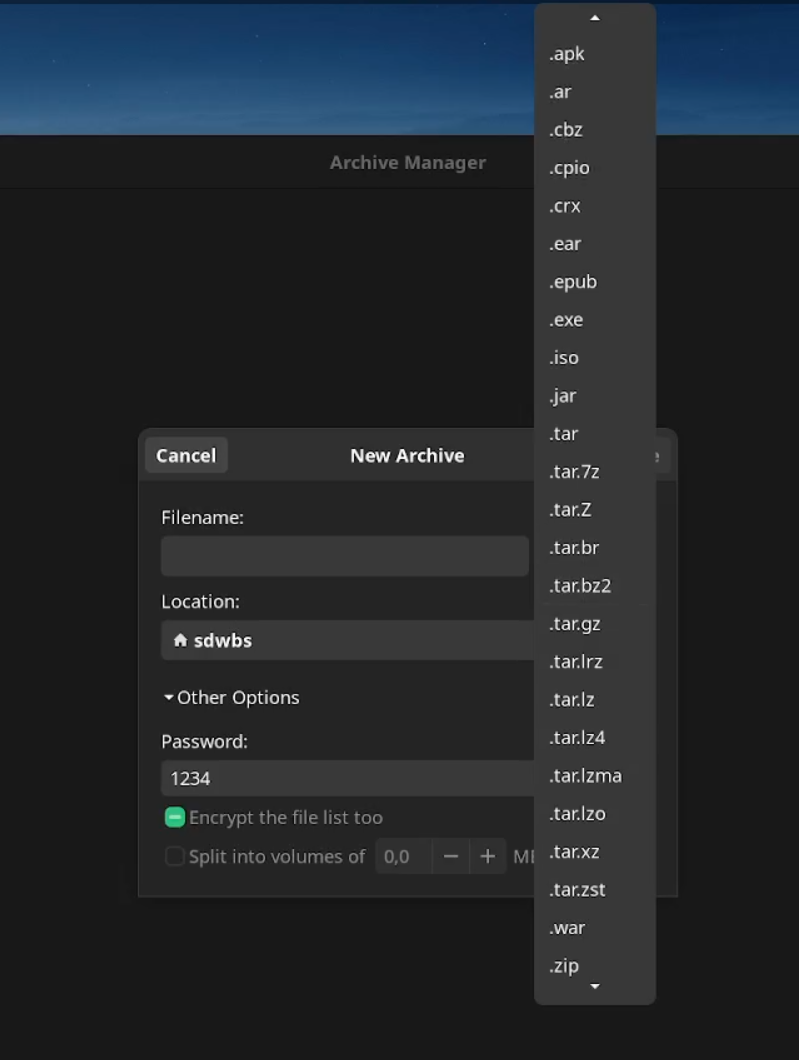 Archive Manager
Cancel
New Archive
e
Filename:
Location:
sdwbs
Other Options
Password:
1234
Encrypt the file list too
Split into volumes of 0,0 − +
.apk
.ar
.cbz
.cpio
.crx
.ear
.epub
.exe
.iso
.jar
.tar
.tar.7z
.tar.Z
.tar.br
.tar.bz2
.tar.gz
.tar.lrz
.tar.lz
.tar.lz4
.tar.lzma
.tar.lzo
.tar.xz
.tar.zst
.war
.zip